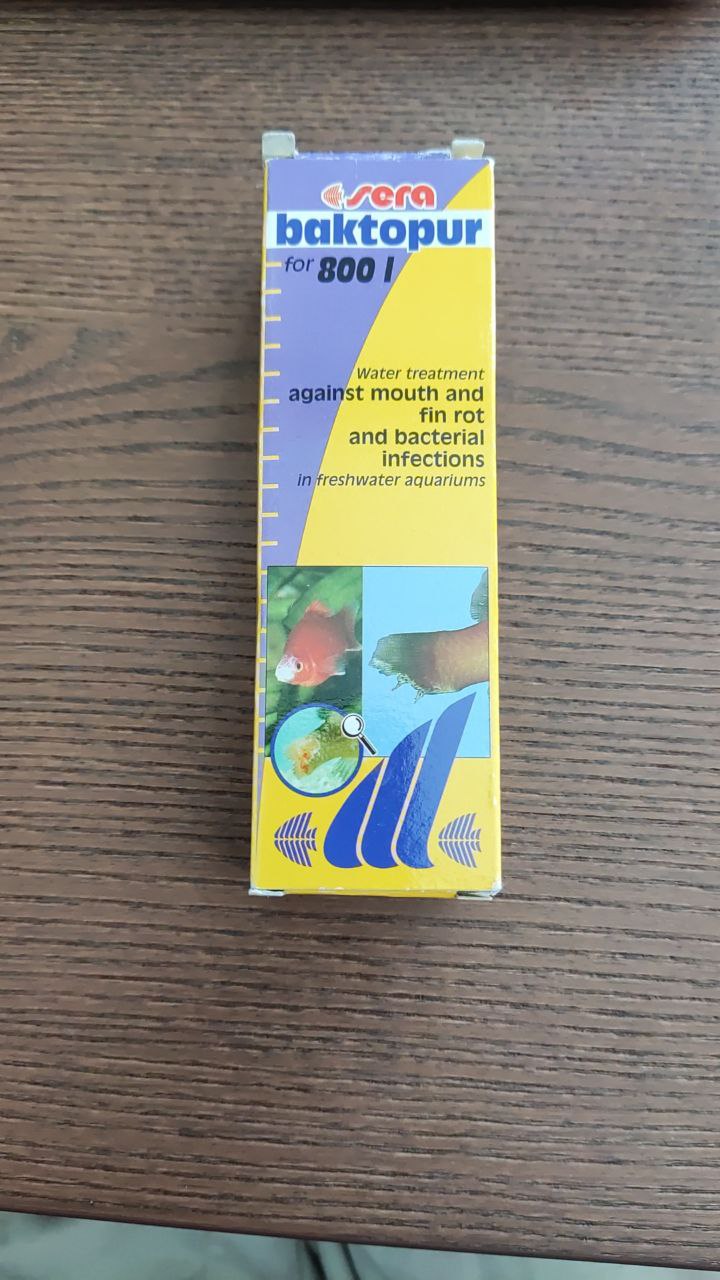 sera
baktopur
for 800 l
Water treatment
against mouth and
fin rot
and bacterial
infections
in freshwater aquariums